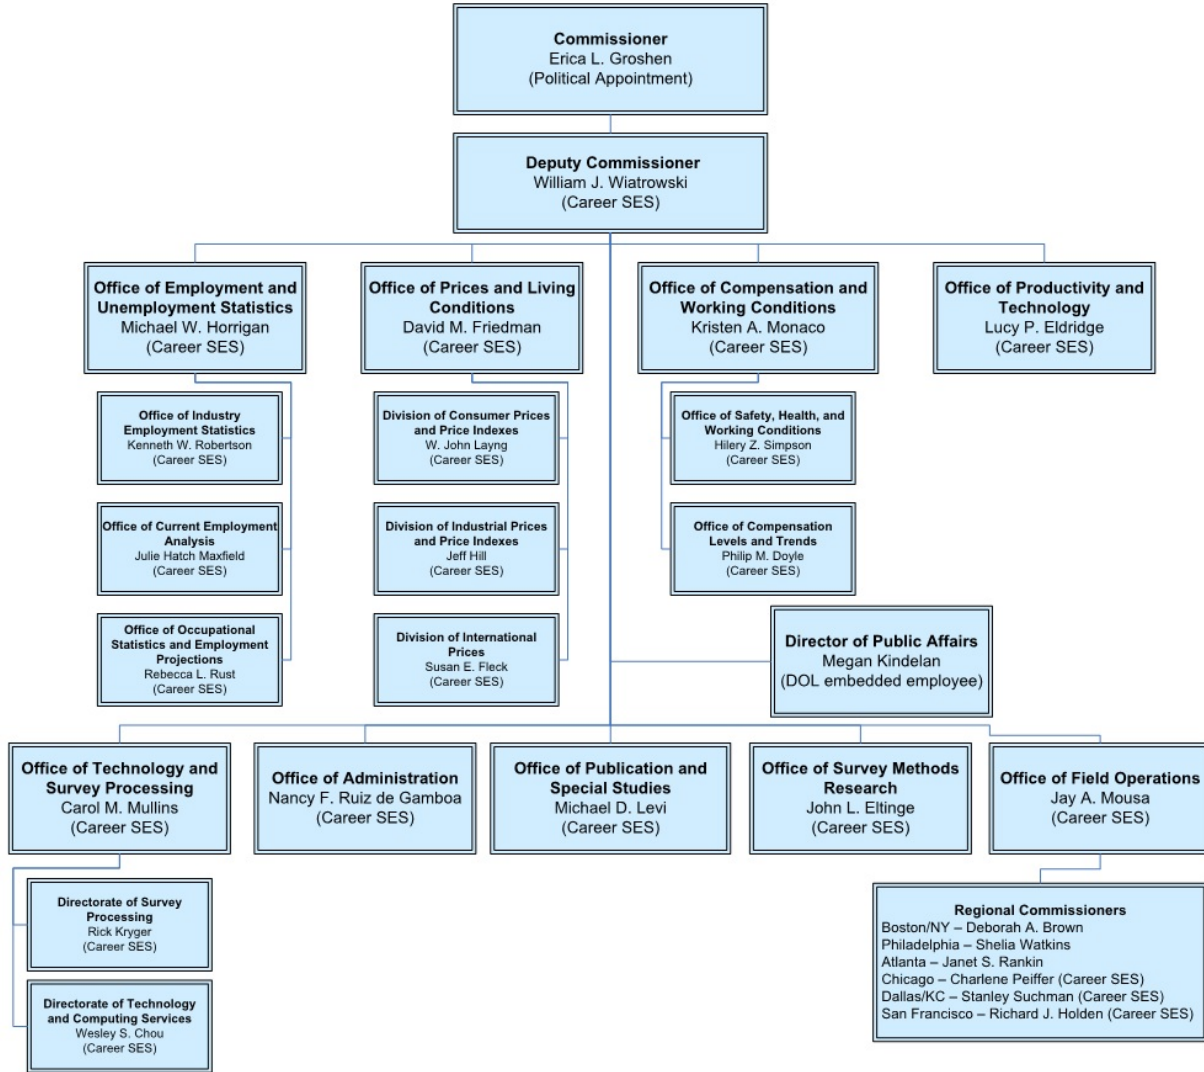 Commissioner
Erica L. Groshen
(Political Appointment)
Deputy Commissioner
William J. Wiatrowski
(Career SES)
Office of Employment and
Unemployment Statistics
Michael W. Horrigan
(Career SES)
Office of Prices and Living
Conditions
David M. Friedman
(Career SES)
Office of Compensation and
Working Conditions
Kristen A. Monaco
(Career SES)
Office of Productivity and
Technology
Lucy P. Eldridge
(Career SES)
Office of Industry
Employment Statistics
Kenneth W. Robertson
(Career SES)
Division of Consumer Prices
and Price Indexes
W. John Layng
(Career SES)
Office of Safety, Health, and
Working Conditions
Hilery Z. Simpson
(Career SES)
Office of Current Employment
Analysis
Julie Hatch Maxfield
(Career SES)
Division of Industrial Prices
and Price Indexes
Jeff Hill
(Career SES)
Office of Compensation
Levels and Trends
Philip M. Doyle
(Career SES)
Office of Occupational
Statistics and Employment
Projections
Rebecca L. Rust
(Career SES)
Division of International
Prices
Susan E. Fleck
(Career SES)
Director of Public Affairs
Megan Kindelan
(DOL embedded employee)
Office of Technology and
Survey Processing
Carol M. Mullins
(Career SES)
Office of Administration
Nancy F. Ruiz de Gamboa
(Career SES)
Office of Publication and
Special Studies
Michael D. Levi
(Career SES)
Office of Survey Methods
Research
John L. Eltinge
(Career SES)
Office of Field Operations
Jay A. Mousa
(Career SES)
Directorate of Survey
Processing
Rick Kryger
(Career SES)
Directorate of Technology
and Computing Services
Wesley S. Chou
(Career SES)
Regional Commissioners
Boston/NY – Deborah A. Brown
Philadelphia – Shelia Watkins
Atlanta – Janet S. Rankin
Chicago – Charlene Peiffer (Career SES)
Dallas/KC – Stanley Suchman (Career SES)
San Francisco – Richard J. Holden (Career SES)